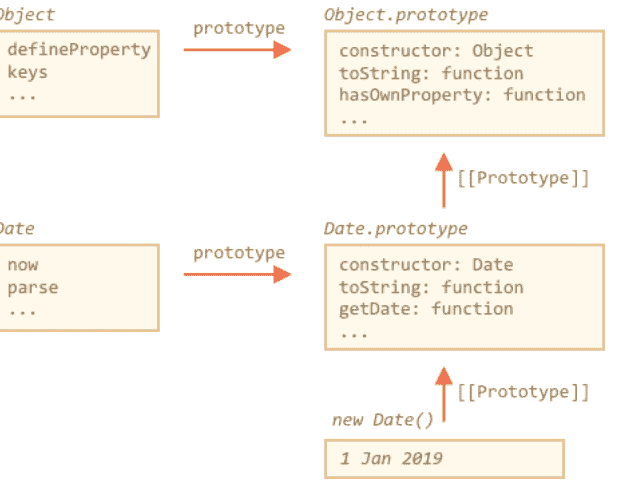 Object
prototype
Object.prototype
defineProperty
keys
...
constructor: Object
toString: function
hasOwnProperty: function
...
[[Prototype]]
Date
prototype
Date.prototype
now
parse
...
constructor: Date
toString: function
getDate: function
...
[[Prototype]]
new Date()
1 Jan 2019